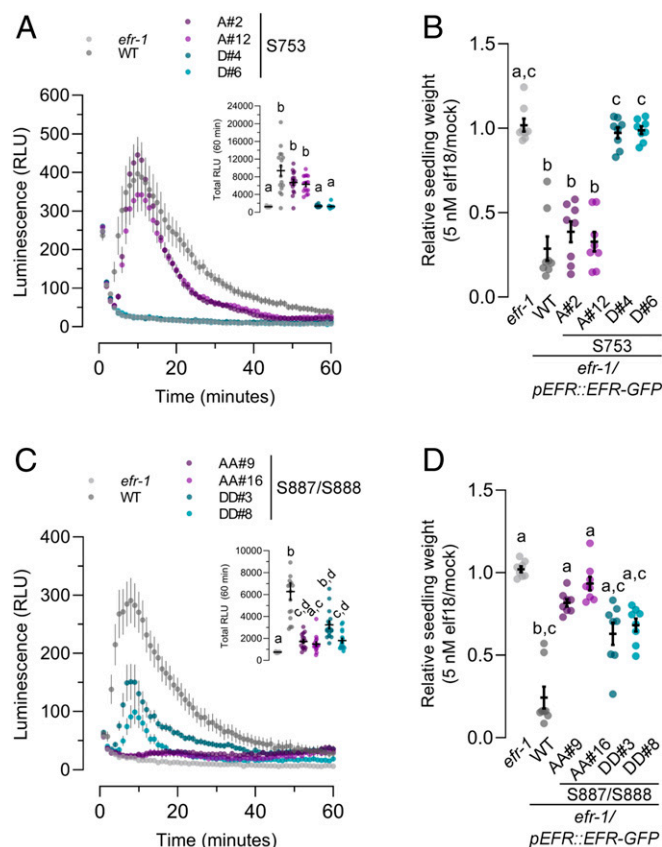 A
efr-1
WT
A#2
A#12
D#4
D#6
S753
Luminescence (RLU)
600
500
400
300
200
100
0
0
20
40
60
Time (minutes)
Total RLU (60 min)
24000
20000
16000
12000
8000
4000
0
a
b
b
b
a
a
B
Relative seedling weight
(5 nM elf18/mock)
1.5
1.0
0.5
0.0
a,c
b
b
b
c
c
efr-1
WT
A#2
A#12
D#4
D#6
S753
efr-1/
pEFR::EFR-GFP
C
efr-1
WT
AA#9
AA#16
DD#3
DD#8
S887/S888
Luminescence (RLU)
400
300
200
100
0
0
20
40
60
Time (minutes)
Total RLU (60 min)
10000
8000
6000
4000
2000
0
a
b
c,d
a,c
b,d
c,d
D
Relative seedling weight
(5 nM elf18/mock)
1.5
1.0
0.5
0.0
a
b,c
a
a
a,c
a,c
efr-1
WT
AA#9
AA#16
DD#3
DD#8
S887/S888
efr-1/
pEFR::EFR-GFP